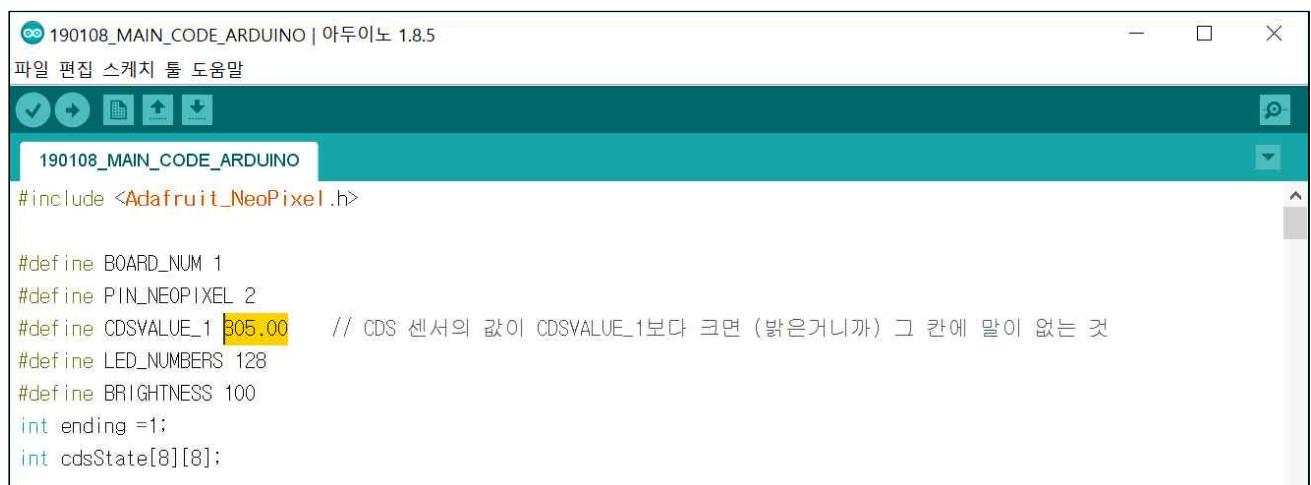 190108_MAIN_CODE_ARDUINO | 아두이노 1.8.5
파일 편집 스케치 툴 도움말
190108_MAIN_CODE_ARDUINO
#include <Adafruit_NeoPixel.h>
#define BOARD_NUM 1
#define PIN_NEOPIXEL 2
#define CDSVALUE_1 305.00 // CDS 센서의 값이 CDSVALUE_1보다 크면 (밝은거니까) 그 칸에 말이 없는 것
#define LED_NUMBERS 128
#define BRIGHTNESS 100
int ending =1;
int cdsState[8][8];